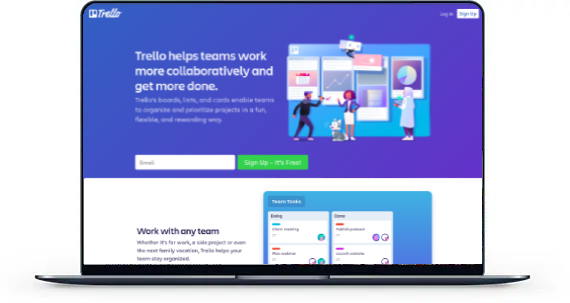 Trello
Log In
Sign Up
Trello helps teams work
more collaboratively and
get more done.
Trello's boards, lists, and cards enable teams
to organize and prioritize projects in a fun,
flexible, and rewarding way.
Email
Sign Up – It's Free!
Work with any team
Whether it's for work, a side project or even
the next family vacation, Trello helps your
team stay organized.
Team Tasks
Doing
Done
Client meeting
Publish podcast
Plan webinar
Launch website